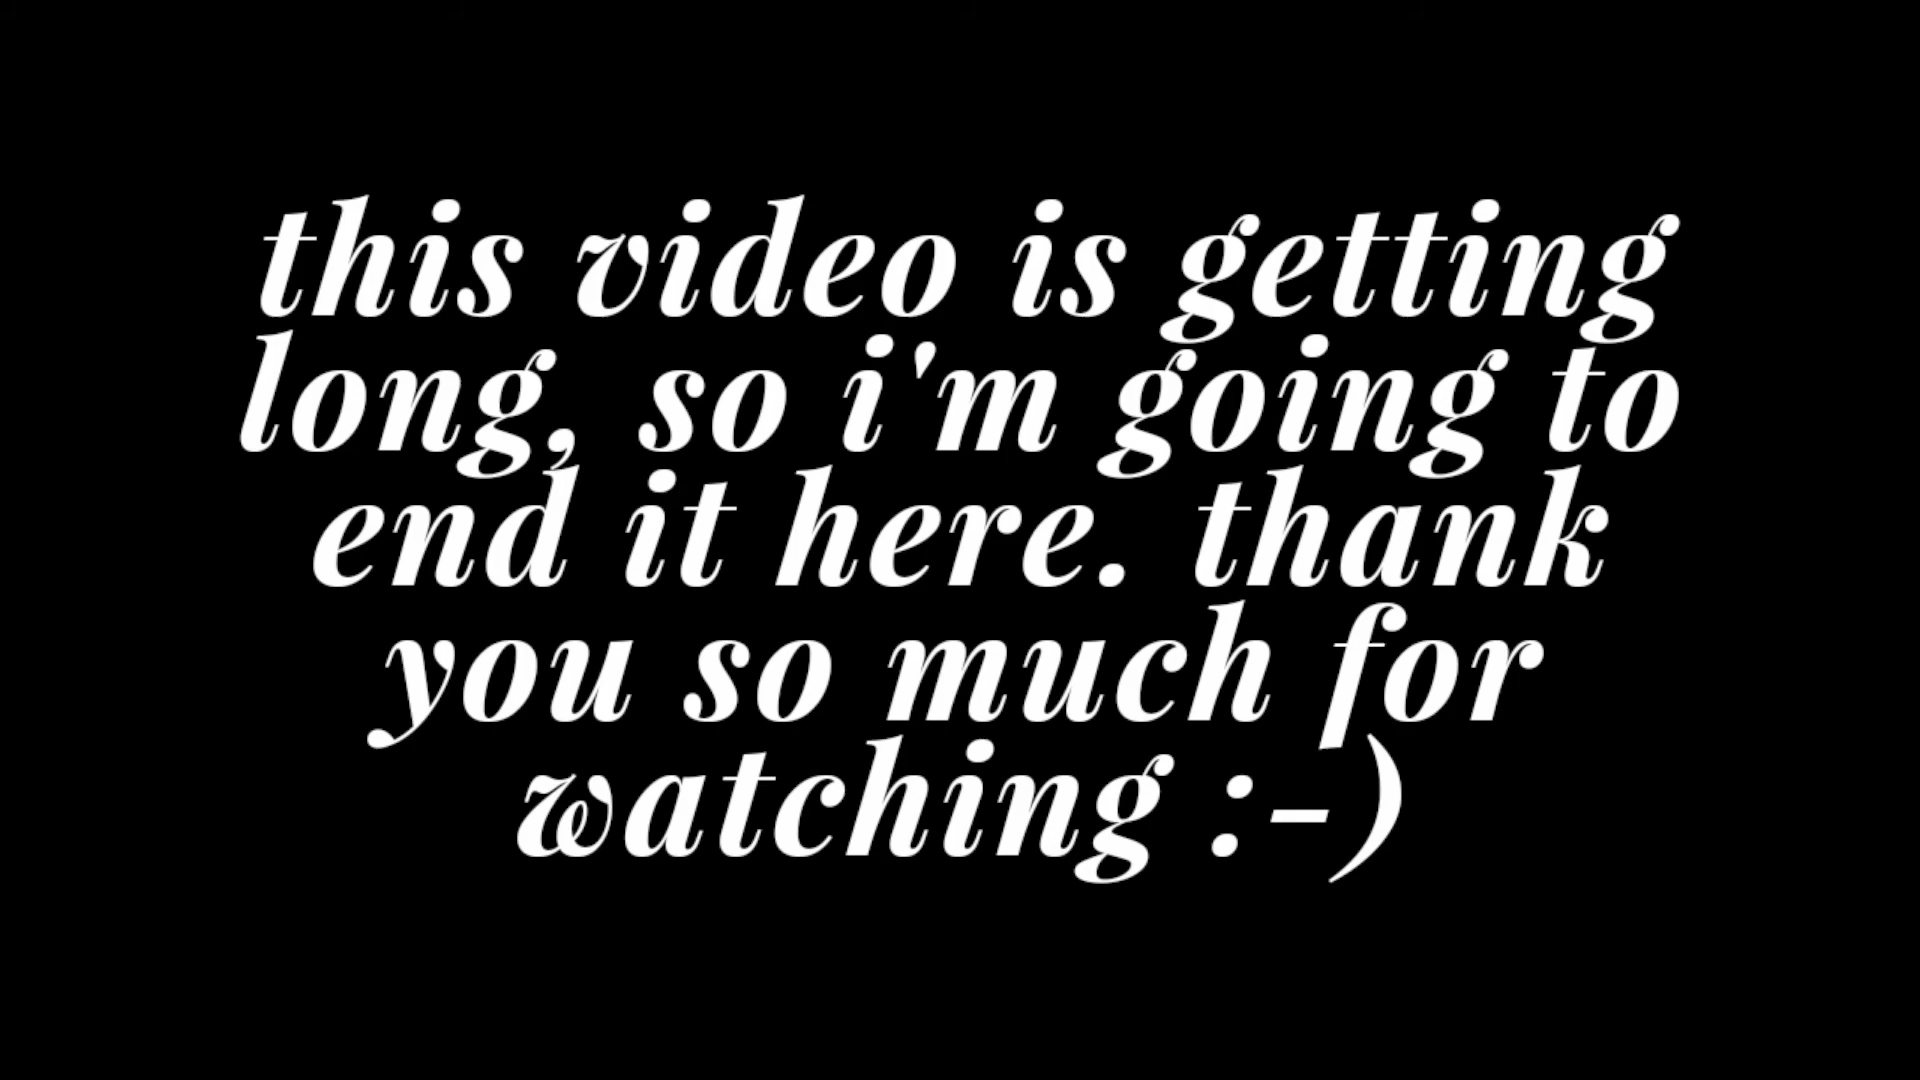 this video is getting
long, so i'm going to
end it here. thank
you so much for
watching :-)